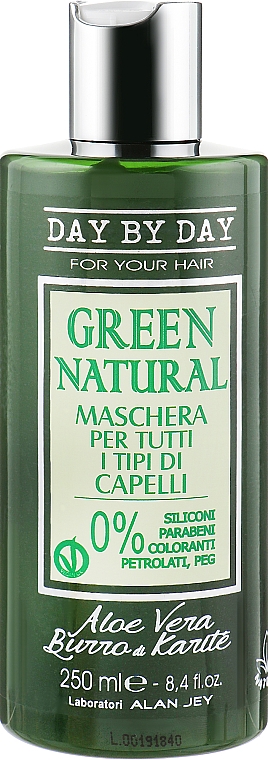 DAY BY DAY
FOR YOUR HAIR
GREEN
NATURAL
MASCHERA
PER TUTTI
I TIPI DI
CAPELLI
0% SILICONI
PARABENI
COLORANTI
PETROLATI, PEG
Aloe Vera
Burro di Karitè
250 ml e - 8,4 fl.oz.
Laboratori ALAN JEY
L.00191840